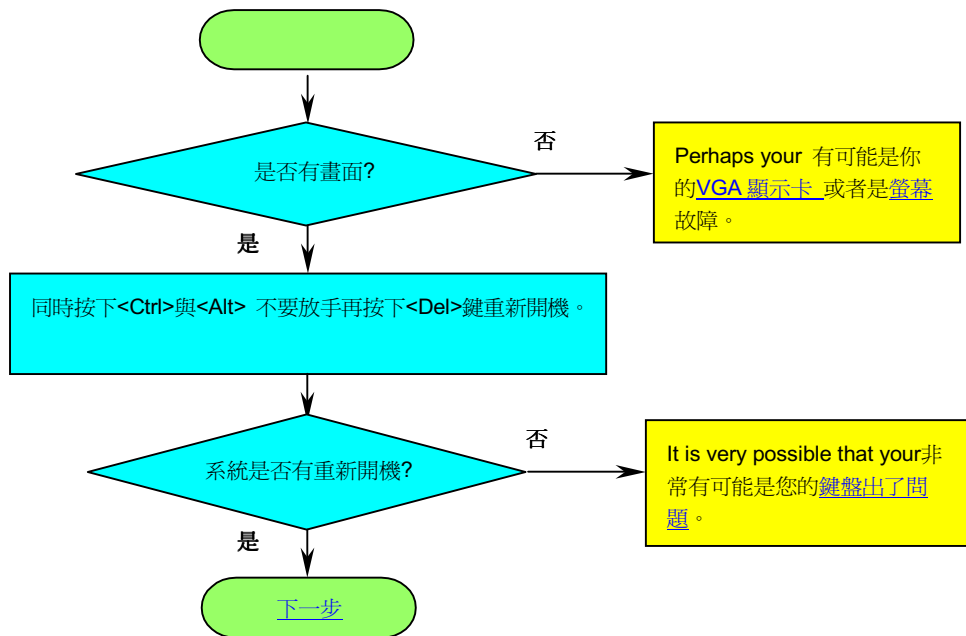 否
是否有畫面?
Perhaps your 有可能是你
的VGA 顯示卡 或者是螢幕
故障。
是
同時按下<Ctrl>與<Alt> 不要放手再按下<Del>鍵重新開機。
否
系統是否有重新開機?
It is very possible that your非
常有可能是您的鍵盤出了問
題。
是
下一步